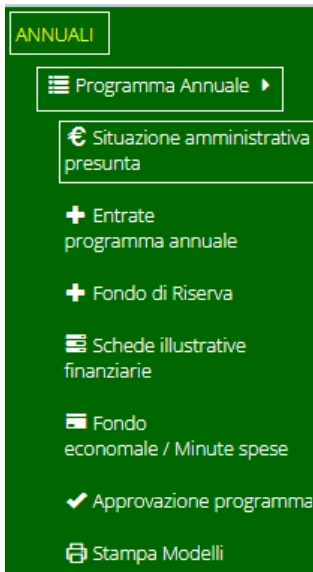 ANNUALI
Programma Annuale
Situazione amministrativa
presunta
Entrate
programma annuale
Fondo di Riserva
Schede illustrative
finanziarie
Fondo
economale / Minute spese
Approvazione programma
Stampa Modelli